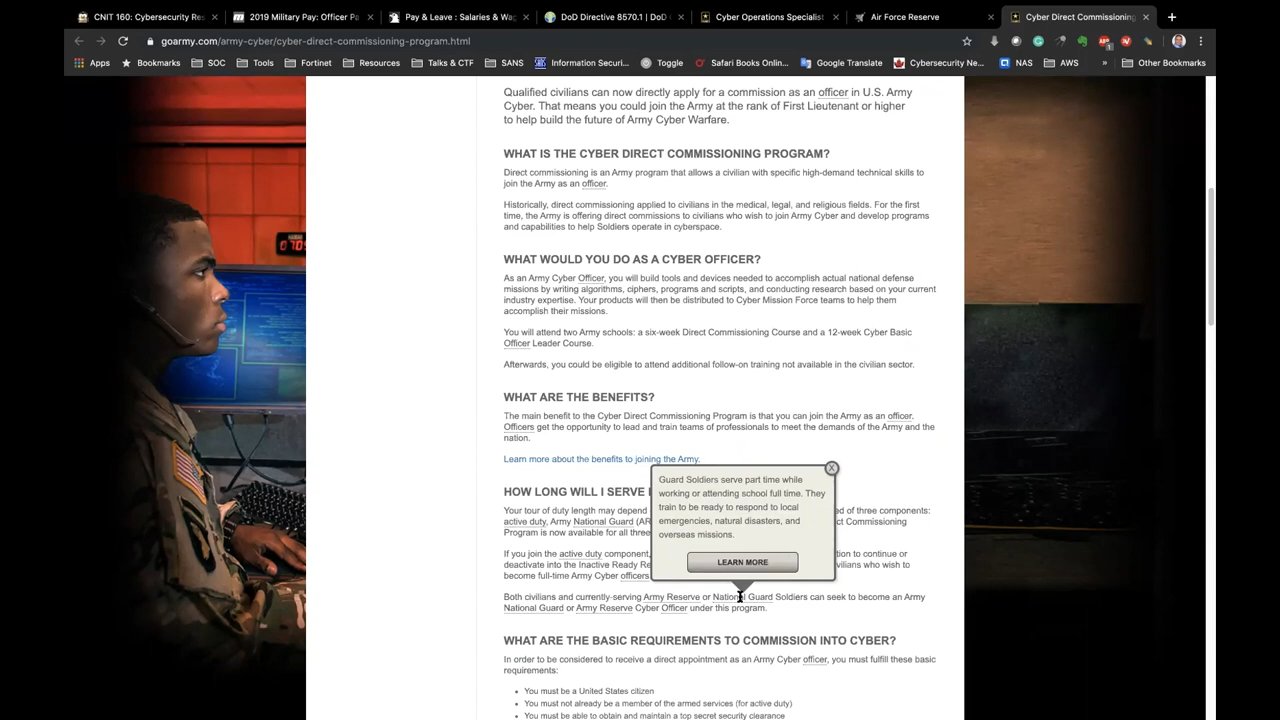 CNIT 160: Cybersecurity Res
2019 Military Pay: Officer Pa
Pay & Leave : Salaries & Wag
DoD Directive 8570.1 | DoD
Cyber Operations Specialist
Air Force Reserve
Cyber Direct Commissioning
goarmy.com/army-cyber/cyber-direct-commissioning-program.html
Apps Bookmarks SOC Tools Fortinet Resources Talks & CTF SANS Information Securi... Toggle Safari Books Onlin... Google Translate Cybersecurity Ne... NAS AWS » Other Bookmarks
Qualified civilians can now directly apply for a commission as an officer in U.S. Army
Cyber. That means you could join the Army at the rank of First Lieutenant or higher
to help build the future of Army Cyber Warfare.
WHAT IS THE CYBER DIRECT COMMISSIONING PROGRAM?
Direct commissioning is an Army program that allows a civilian with specific high-demand technical skills to
join the Army as an officer.
Historically, direct commissioning applied to civilians in the medical, legal, and religious fields. For the first
time, the Army is offering direct commissions to civilians who wish to join Army Cyber and develop programs
and capabilities to help Soldiers operate in cyberspace.
WHAT WOULD YOU DO AS A CYBER OFFICER?
As an Army Cyber Officer, you will build tools and devices needed to accomplish actual national defense
missions by writing algorithms, ciphers, programs and scripts, and conducting research based on your current
industry expertise. Your products will then be distributed to Cyber Mission Force teams to help them
accomplish their missions.
You will attend two Army schools: a six-week Direct Commissioning Course and a 12-week Cyber Basic
Officer Leader Course.
Afterwards, you could be eligible to attend additional follow-on training not available in the civilian sector.
WHAT ARE THE BENEFITS?
The main benefit to the Cyber Direct Commissioning Program is that you can join the Army as an officer.
Officers get the opportunity to lead and train teams of professionals to meet the demands of the Army and the
nation.
Learn more about the benefits to joining the Army.
HOW LONG WILL I SERVE
Your tour of duty length may depend ed of three components:
active duty, Army National Guard (AR ct Commissioning
Program is now available for all three
If you join the active duty component, tion to continue or
deactivate into the Inactive Ready Re vilians who wish to
become full-time Army Cyber officers
Guard Soldiers serve part time while
working or attending school full time. They
train to be ready to respond to local
emergencies, natural disasters, and
overseas missions.
LEARN MORE
X
Both civilians and currently-serving Army Reserve or National Guard Soldiers can seek to become an Army
National Guard or Army Reserve Cyber Officer under this program.
WHAT ARE THE BASIC REQUIREMENTS TO COMMISSION INTO CYBER?
In order to be considered to receive a direct appointment as an Army Cyber officer, you must fulfill these basic
requirements:
• You must be a United States citizen
• You must not already be a member of the armed services (for active duty)
• You must be able to obtain and maintain a top secret security clearance